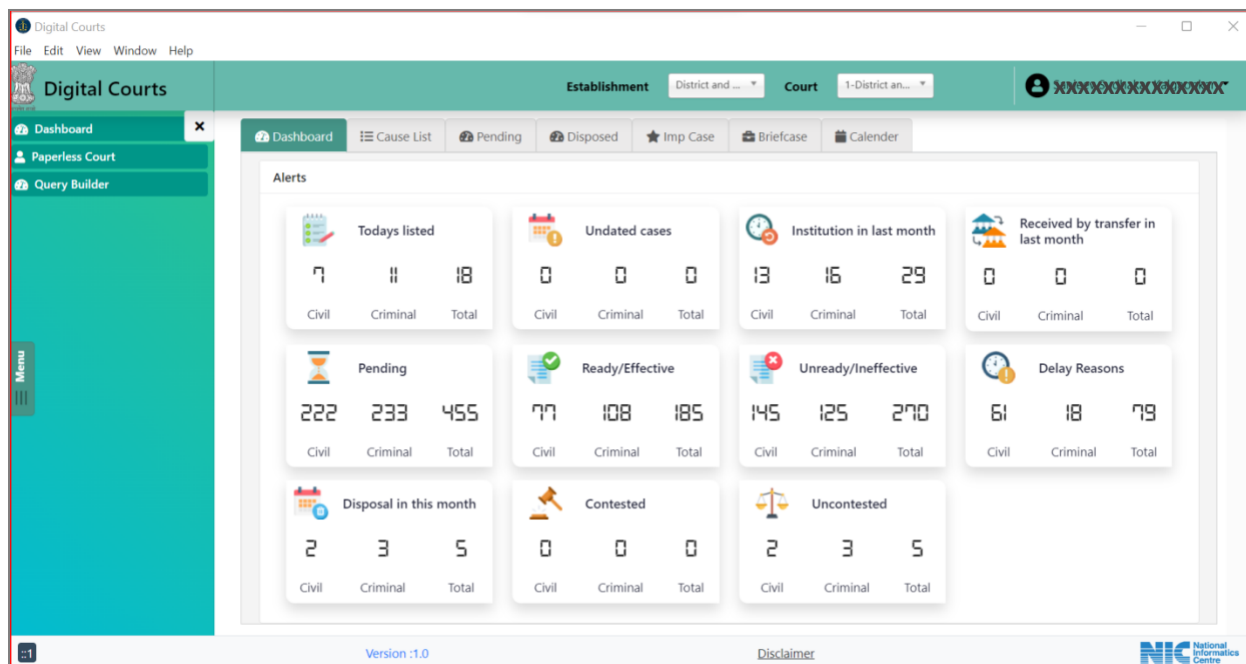 Digital Courts
File Edit View Window Help
Digital Courts
Establishment District and ... Court 1-District an...
Dashboard
Paperless Court
Query Builder
Menu
Dashboard Cause List Pending Disposed Imp Case Briefcase Calender
Alerts
Todays listed
7 11 18
Civil Criminal Total
Undated cases
0 0 0
Civil Criminal Total
Institution in last month
13 16 29
Civil Criminal Total
Received by transfer in
last month
0 0 0
Civil Criminal Total
Pending
222 233 455
Civil Criminal Total
Ready/Effective
77 108 185
Civil Criminal Total
Unready/Ineffective
145 125 270
Civil Criminal Total
Delay Reasons
61 18 79
Civil Criminal Total
Disposal in this month
2 3 5
Civil Criminal Total
Contested
0 0 0
Civil Criminal Total
Uncontested
2 3 5
Civil Criminal Total
::1
Version :1.0
Disclaimer
NIC National
Informatics
Centre